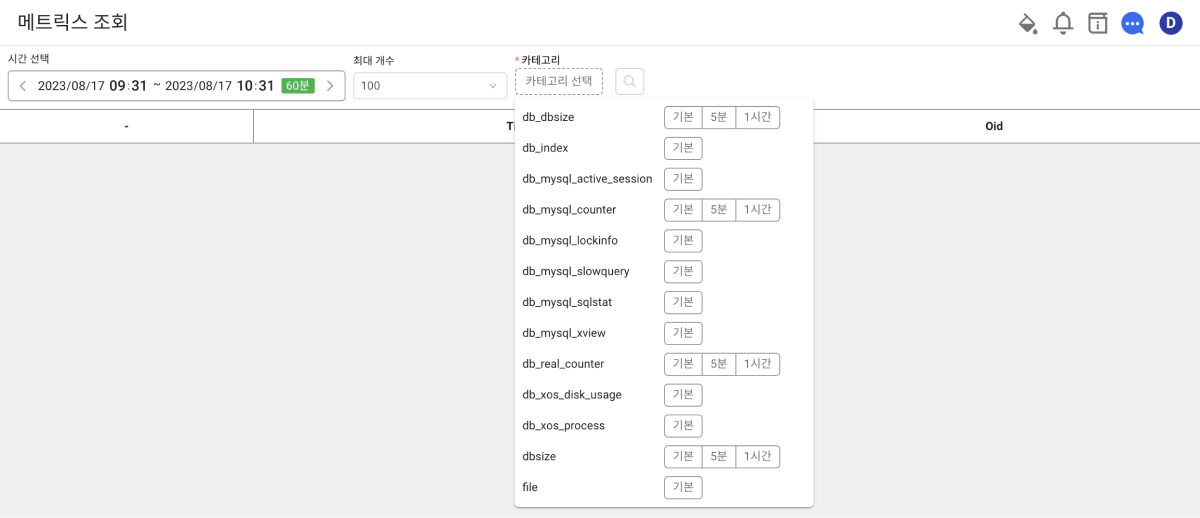 메트릭스 조회
D
시간 선택
최대 개수
* 카테고리
2023/08/17 09:31 ~ 2023/08/17 10:31 60분
100
카테고리 선택
-
Oid
db_dbsize 기본 5분 1시간
db_index 기본
db_mysql_active_session 기본
db_mysql_counter 기본 5분 1시간
db_mysql_lockinfo 기본
db_mysql_slowquery 기본
db_mysql_sqlstat 기본
db_mysql_xview 기본
db_real_counter 기본 5분 1시간
db_xos_disk_usage 기본
db_xos_process 기본
dbsize 기본 5분 1시간
file 기본